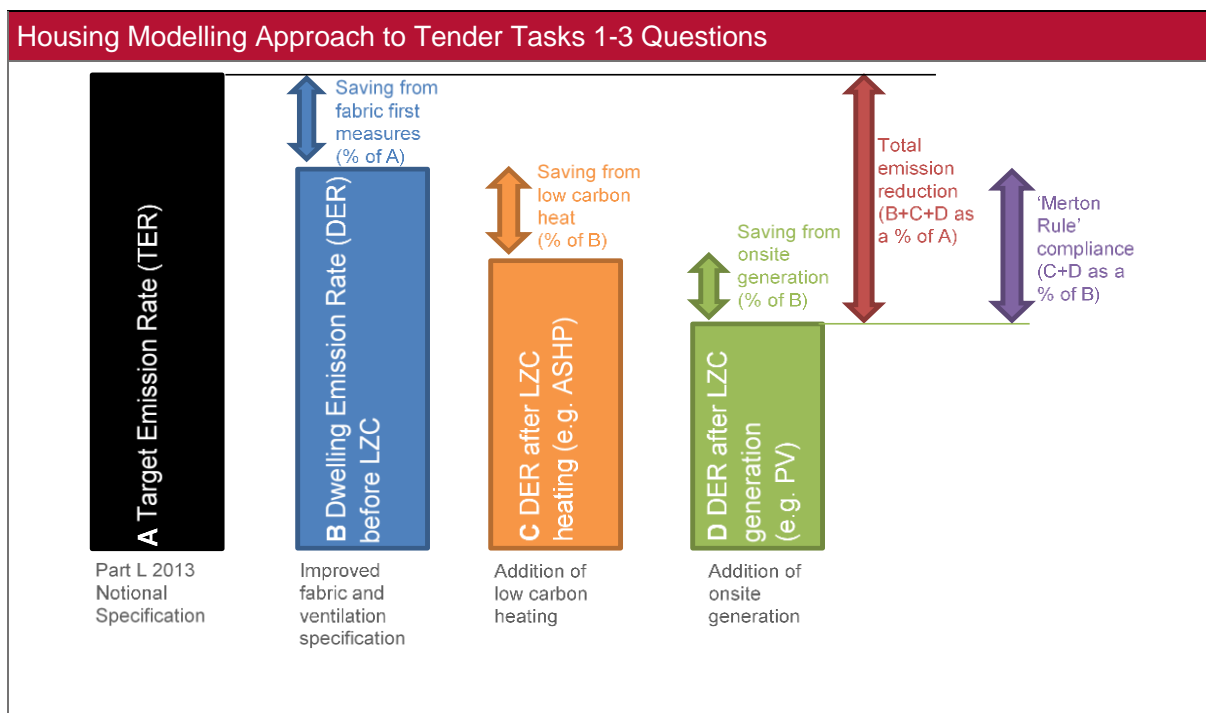 Housing Modelling Approach to Tender Tasks 1-3 Questions
A Target Emission Rate (TER)
Saving from
fabric first
measures
(% of A)
B Dwelling Emission Rate (DER)
before LZC
Saving from
low carbon
heat
(% of B)
C DER after LZC
heating (e.g. ASHP)
Saving from
onsite
generation
(% of B)
D DER after LZC
generation
(e.g. PV)
Total
emission
reduction
(B+C+D as
a % of A)
‘Merton
Rule’
compliance
(C+D as a
% of B)
Part L 2013
Notional
Specification
Improved
fabric and
ventilation
specification
Addition of
low carbon
heating
Addition of
onsite
generation